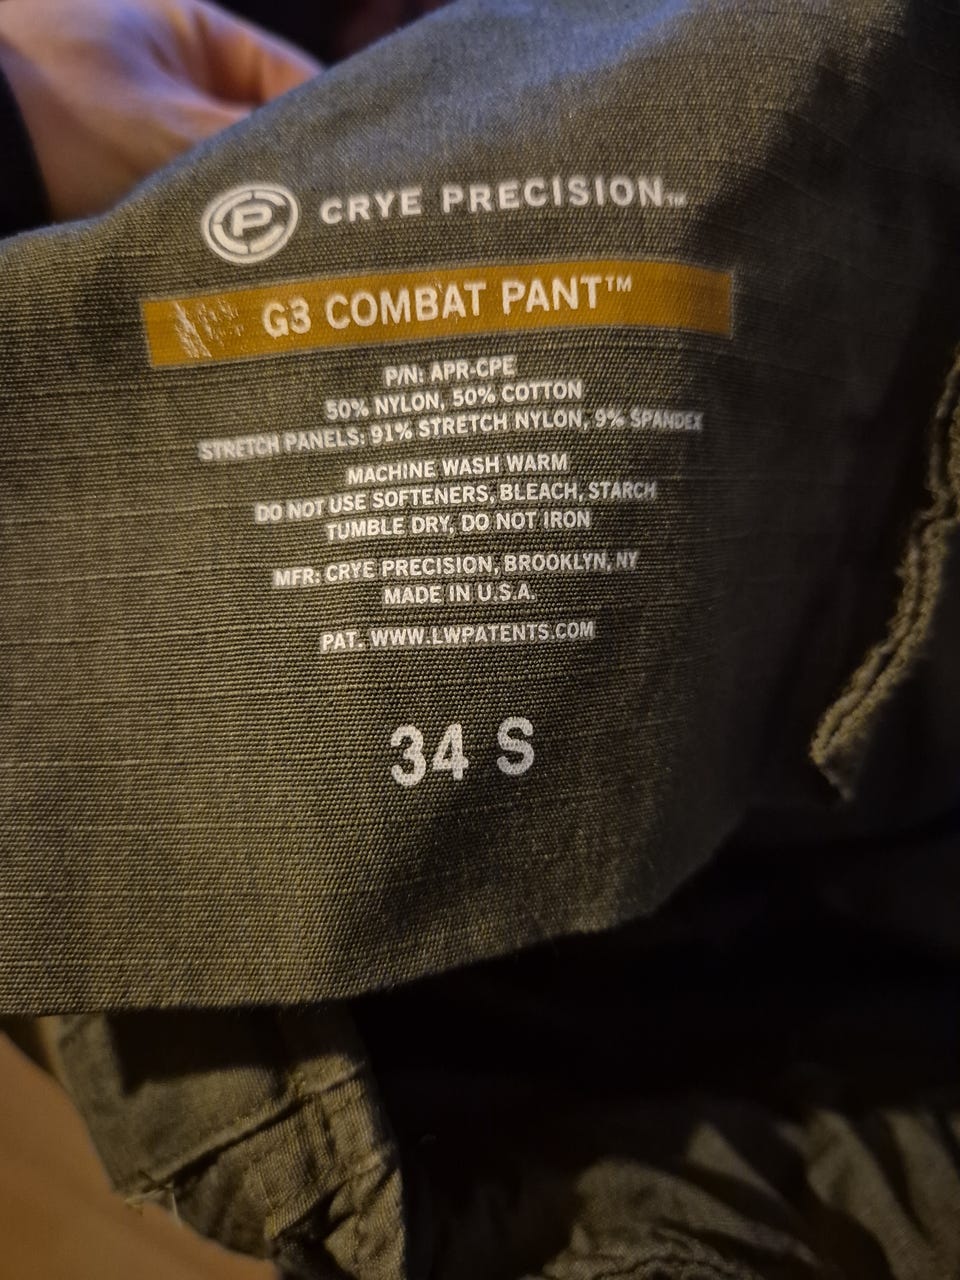 CP CRYE PRECISION™
G3 COMBAT PANT™
P/N: APR-CPE
50% NYLON, 50% COTTON
STRETCH PANELS: 91% STRETCH NYLON, 9% SPANDEX
MACHINE WASH WARM
DO NOT USE SOFTENERS, BLEACH, STARCH
TUMBLE DRY, DO NOT IRON
MFR: CRYE PRECISION, BROOKLYN, NY
MADE IN U.S.A.
PAT. WWW.LWPATENTS.COM
34 S